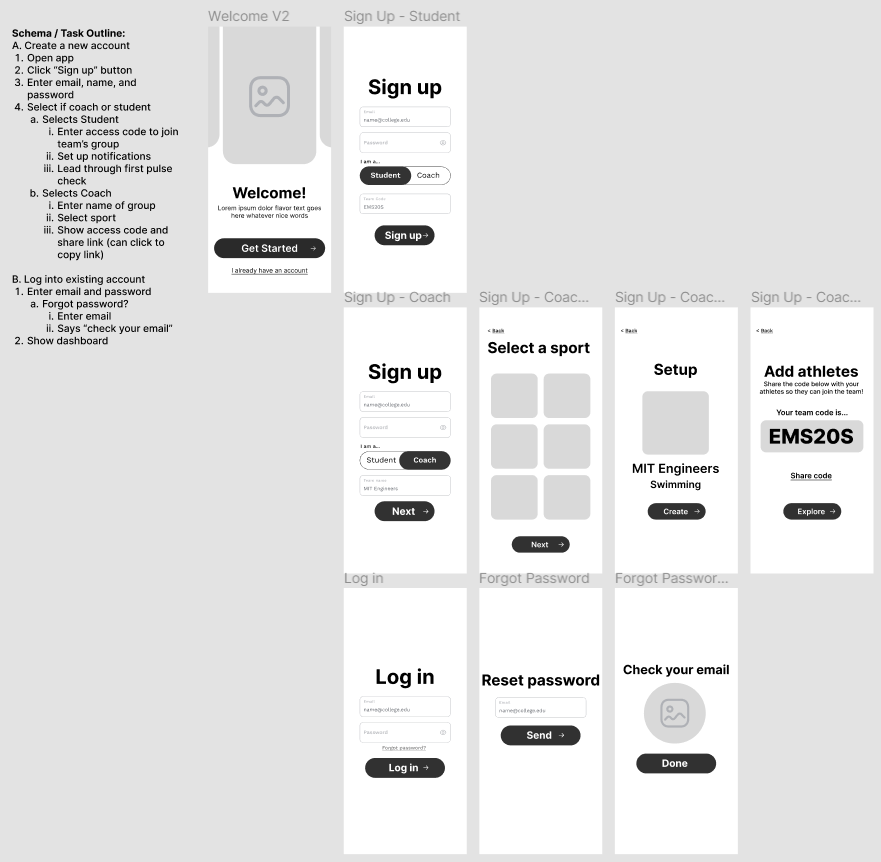 Schema / Task Outline:
A. Create a new account
1. Open app
2. Click “Sign up” button
3. Enter email, name, and
password
4. Select if coach or student
a. Selects Student
i. Enter access code to join
team’s group
ii. Set up notifications
iii. Lead through first pulse
check
b. Selects Coach
i. Enter name of group
ii. Select sport
iii. Show access code and
share link (can click to
copy link)
B. Log into existing account
1. Enter email and password
a. Forgot password?
i. Enter email
ii. Says “check your email”
2. Show dashboard
Welcome V2
Welcome!
Lorem ipsum dolor flavor text goes
here whatever nice words
Get Started →
I already have an account
Sign Up - Student
Sign up
Email
name@college.edu
Password
I am a...
Student Coach
Team Code
EMS20S
Sign up →
Sign Up - Coach
Sign up
Email
name@college.edu
Password
I am a...
Student Coach
Team name
MIT Engineers
Next →
Sign Up - Coac...
< Back
Select a sport
Next →
Sign Up - Coac...
< Back
Setup
MIT Engineers
Swimming
Create →
Sign Up - Coac...
< Back
Add athletes
Share the code below with your
athletes so they can join the team!
Your team code is...
EMS20S
Share code
Explore →
Log in
Log in
Email
name@college.edu
Password
Forgot password?
Log in →
Forgot Password
Reset password
Email
name@college.edu
Send →
Forgot Passwor...
Check your email
Done